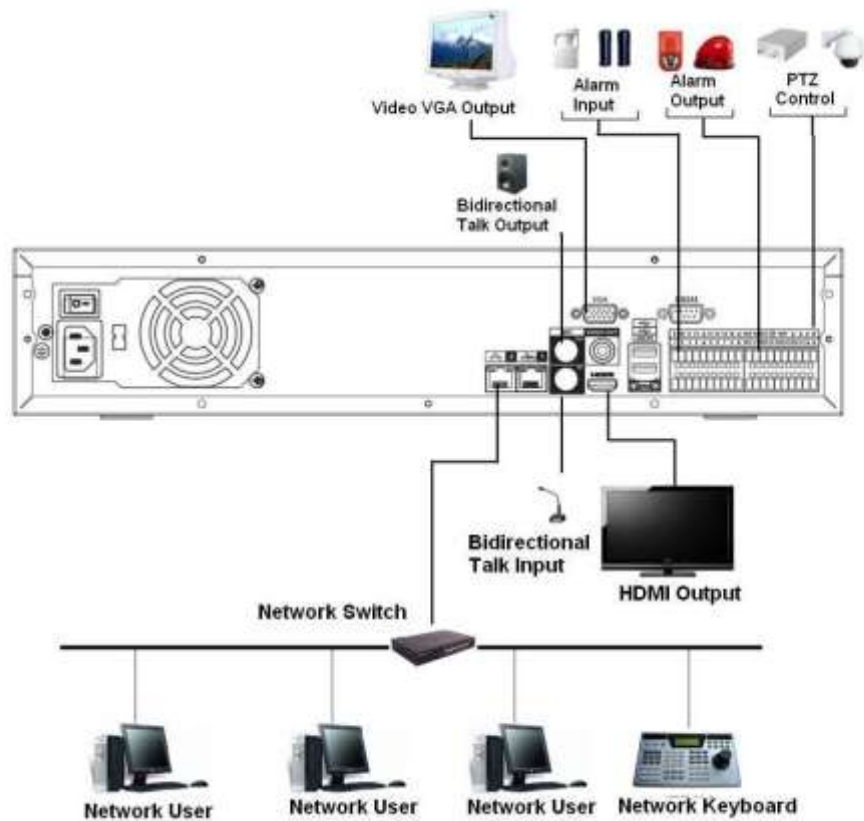 Video VGA Output
Alarm
Input
Alarm
Output
PTZ
Control
Bidirectional
Talk Output
VGA
HDMI
Bidirectional
Talk Input
HDMI Output
Network Switch
Network User
Network User
Network User
Network Keyboard